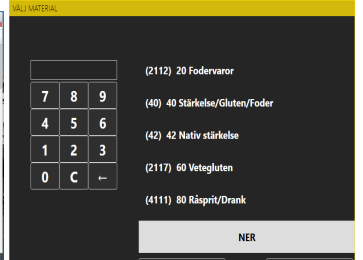 VÄLJ MATERIAL
(2112) 20 Fodervaror
7 8 9
(40) 40 Stärkelse/Gluten/Foder
4 5 6
(42) 42 Nativ stärkelse
1 2 3
(2117) 60 Vetegluten
0 C ←
(4111) 80 Råsprit/Drank
NER